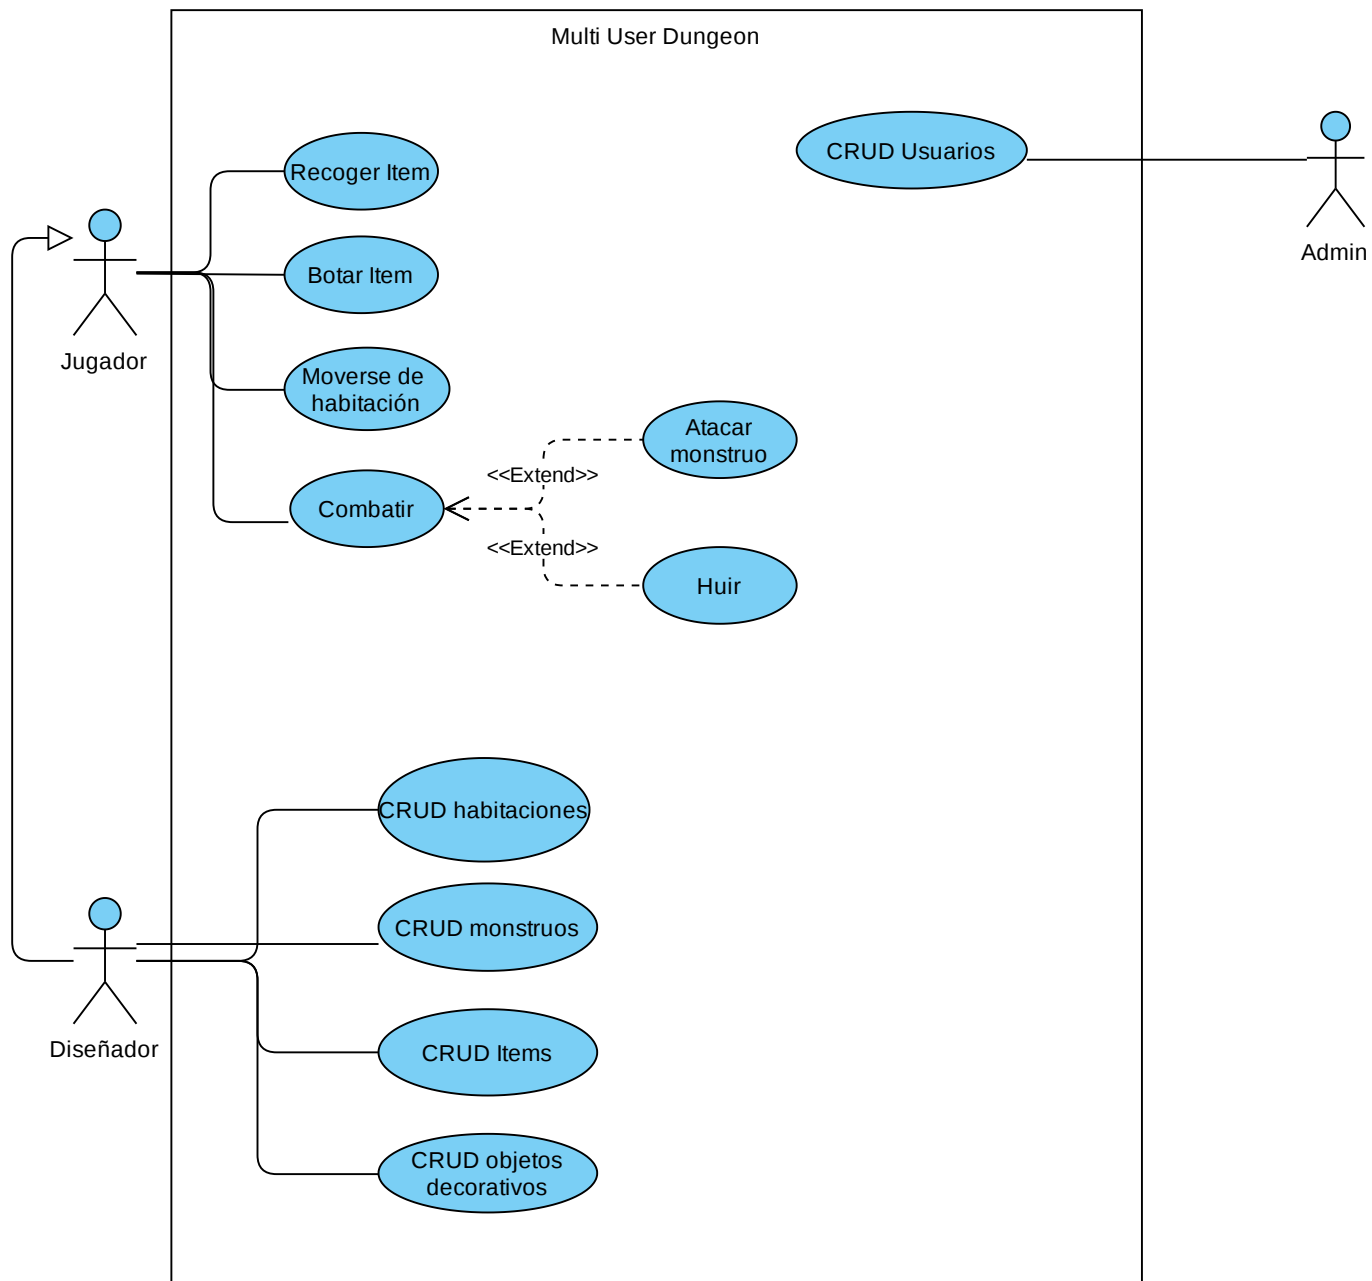 Multi User Dungeon
CRUD Usuarios
Admin
Recoger Item
Botar Item
Jugador
Moverse de
habitación
Atacar
monstruo
<<Extend>>
Combatir
<<Extend>>
Huir
CRUD habitaciones
CRUD monstruos
Diseñador
CRUD Items
CRUD objetos
decorativos